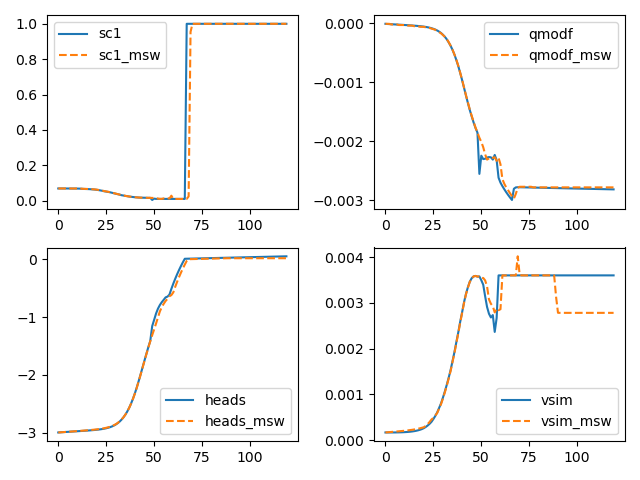 1.0
0.8
0.6
0.4
0.2
0.0
sc1
sc1_msw
0 25 50 75 100
0.000
−0.001
−0.002
−0.003
qmodf
qmodf_msw
0 25 50 75 100
0
−1
−2
−3
heads
heads_msw
0 25 50 75 100
0.004
0.003
0.002
0.001
0.000
vsim
vsim_msw
0 25 50 75 100